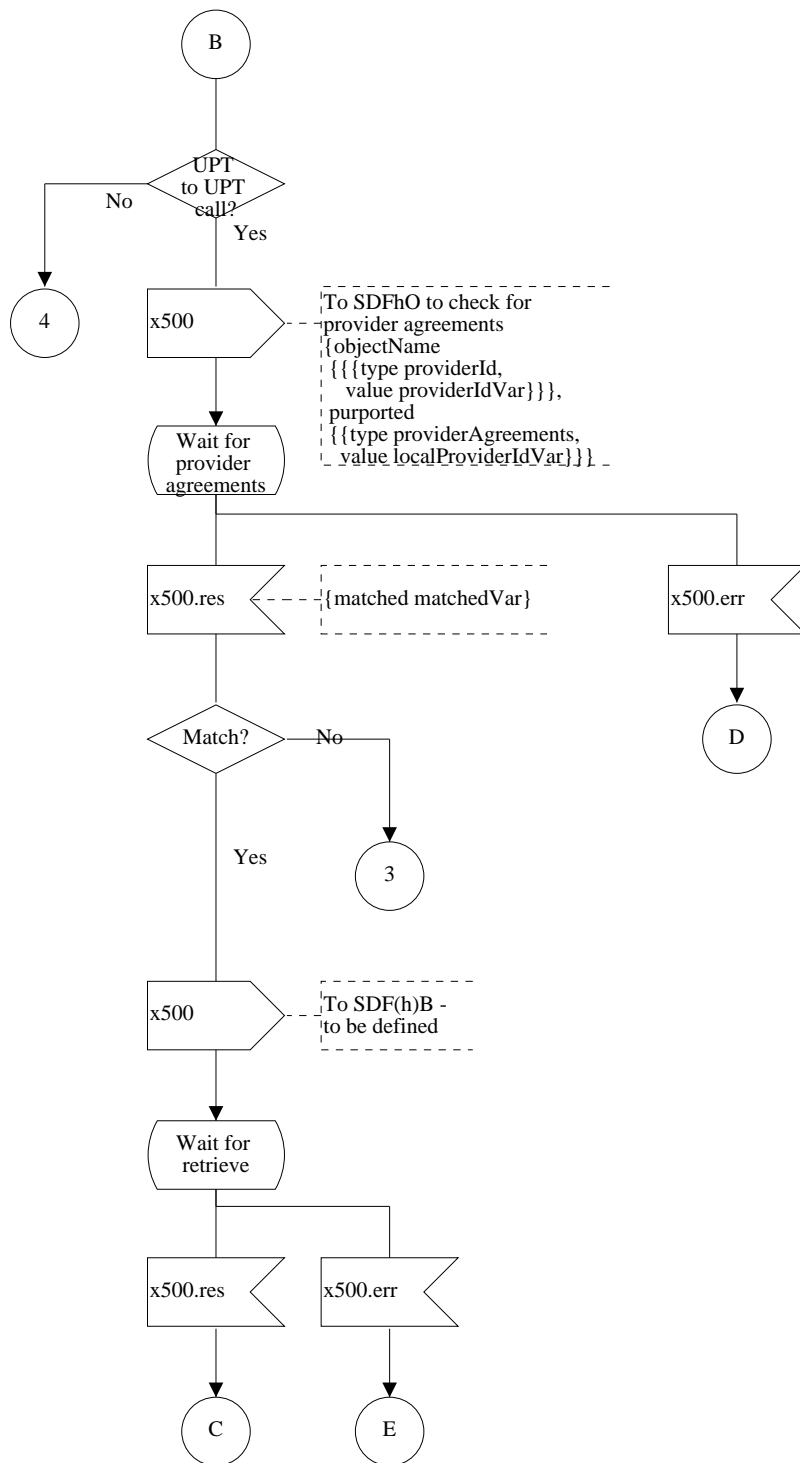 B
UPT
to UPT
call?
No
Yes
4
x500
To SDFhO to check for
provider agreements
{objectName
{{{type providerId,
value providerIdVar}}},
purported
{{type providerAgreements,
value localProviderIdVar}}}
Wait for
provider
agreements
x500.res
{matched matchedVar}
x500.err
Match?
No
D
Yes
3
x500
To SDF(h)B -
to be defined
Wait for
retrieve
x500.res
x500.err
C
E